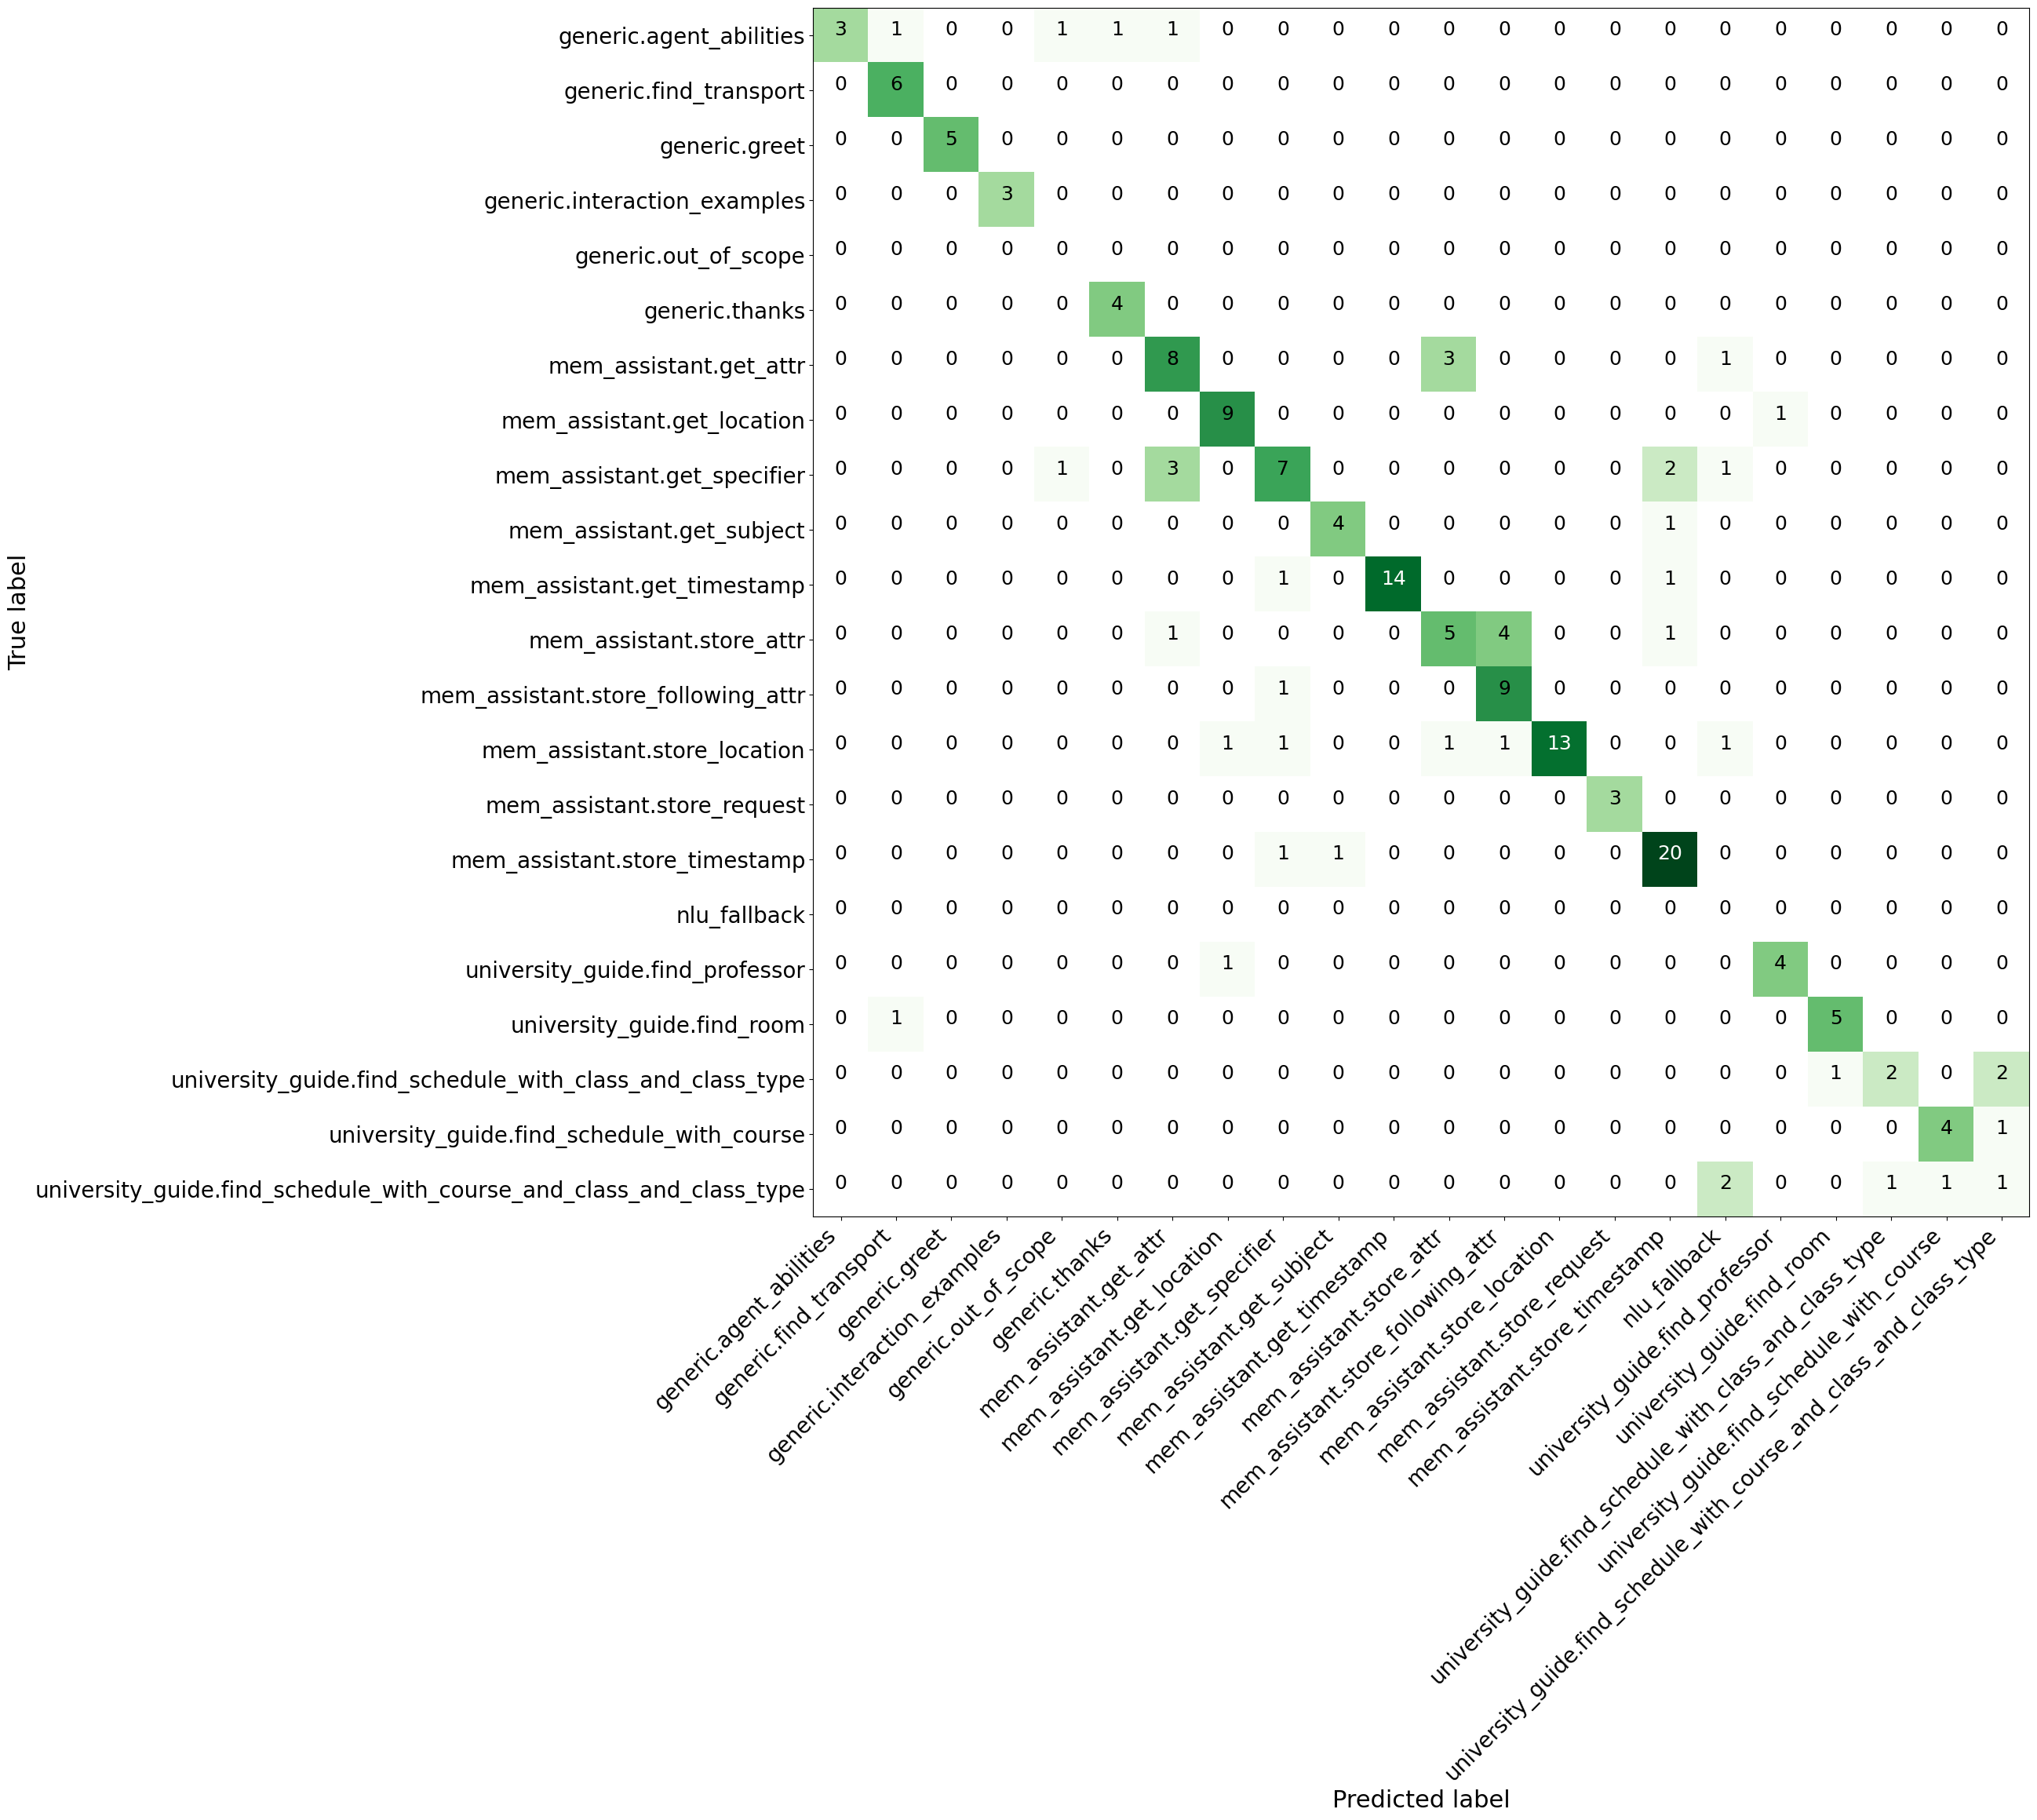 generic.agent_abilities 3 1 0 0 1 1 1 0 0 0 0 0 0 0 0 0 0 0 0 0 0 0
generic.find_transport 0 6 0 0 0 0 0 0 0 0 0 0 0 0 0 0 0 0 0 0 0 0
generic.greet 0 0 5 0 0 0 0 0 0 0 0 0 0 0 0 0 0 0 0 0 0 0
generic.interaction_examples 0 0 0 3 0 0 0 0 0 0 0 0 0 0 0 0 0 0 0 0 0 0
generic.out_of_scope 0 0 0 0 0 0 0 0 0 0 0 0 0 0 0 0 0 0 0 0 0 0
generic.thanks 0 0 0 0 0 4 0 0 0 0 0 0 0 0 0 0 0 0 0 0 0 0
mem_assistant.get_attr 0 0 0 0 0 0 8 0 0 0 0 3 0 0 0 0 1 0 0 0 0 0
mem_assistant.get_location 0 0 0 0 0 0 0 9 0 0 0 0 0 0 0 0 0 1 0 0 0 0
mem_assistant.get_specifier 0 0 0 0 1 0 3 0 7 0 0 0 0 0 0 2 1 0 0 0 0 0
mem_assistant.get_subject 0 0 0 0 0 0 0 0 0 4 0 0 0 0 0 1 0 0 0 0 0 0
mem_assistant.get_timestamp 0 0 0 0 0 0 0 0 1 0 14 0 0 0 0 1 0 0 0 0 0 0
mem_assistant.store_attr 0 0 0 0 0 0 1 0 0 0 0 5 4 0 0 1 0 0 0 0 0 0
mem_assistant.store_following_attr 0 0 0 0 0 0 0 0 1 0 0 0 9 0 0 0 0 0 0 0 0 0
mem_assistant.store_location 0 0 0 0 0 0 0 1 1 0 0 1 1 13 0 0 1 0 0 0 0 0
mem_assistant.store_request 0 0 0 0 0 0 0 0 0 0 0 0 0 0 3 0 0 0 0 0 0 0
mem_assistant.store_timestamp 0 0 0 0 0 0 0 0 1 1 0 0 0 0 0 20 0 0 0 0 0 0
nlu_fallback 0 0 0 0 0 0 0 0 0 0 0 0 0 0 0 0 0 0 0 0 0 0
university_guide.find_professor 0 0 0 0 0 0 0 1 0 0 0 0 0 0 0 0 0 4 0 0 0 0
university_guide.find_room 0 1 0 0 0 0 0 0 0 0 0 0 0 0 0 0 0 0 5 0 0 0
university_guide.find_schedule_with_class_and_class_type 0 0 0 0 0 0 0 0 0 0 0 0 0 0 0 0 0 0 1 2 0 2
university_guide.find_schedule_with_course 0 0 0 0 0 0 0 0 0 0 0 0 0 0 0 0 0 0 0 0 4 1
university_guide.find_schedule_with_course_and_class_and_class_type 0 0 0 0 0 0 0 0 0 0 0 0 0 0 0 0 2 0 0 1 1 1
True label
generic.agent_abilities
generic.find_transport
generic.greet
generic.interaction_examples
generic.out_of_scope
generic.thanks
mem_assistant.get_attr
mem_assistant.get_location
mem_assistant.get_specifier
mem_assistant.get_subject
mem_assistant.get_timestamp
mem_assistant.store_attr
mem_assistant.store_following_attr
mem_assistant.store_location
mem_assistant.store_request
mem_assistant.store_timestamp
nlu_fallback
university_guide.find_professor
university_guide.find_room
university_guide.find_schedule_with_class_and_class_type
university_guide.find_schedule_with_course
university_guide.find_schedule_with_course_and_class_and_class_type
Predicted label